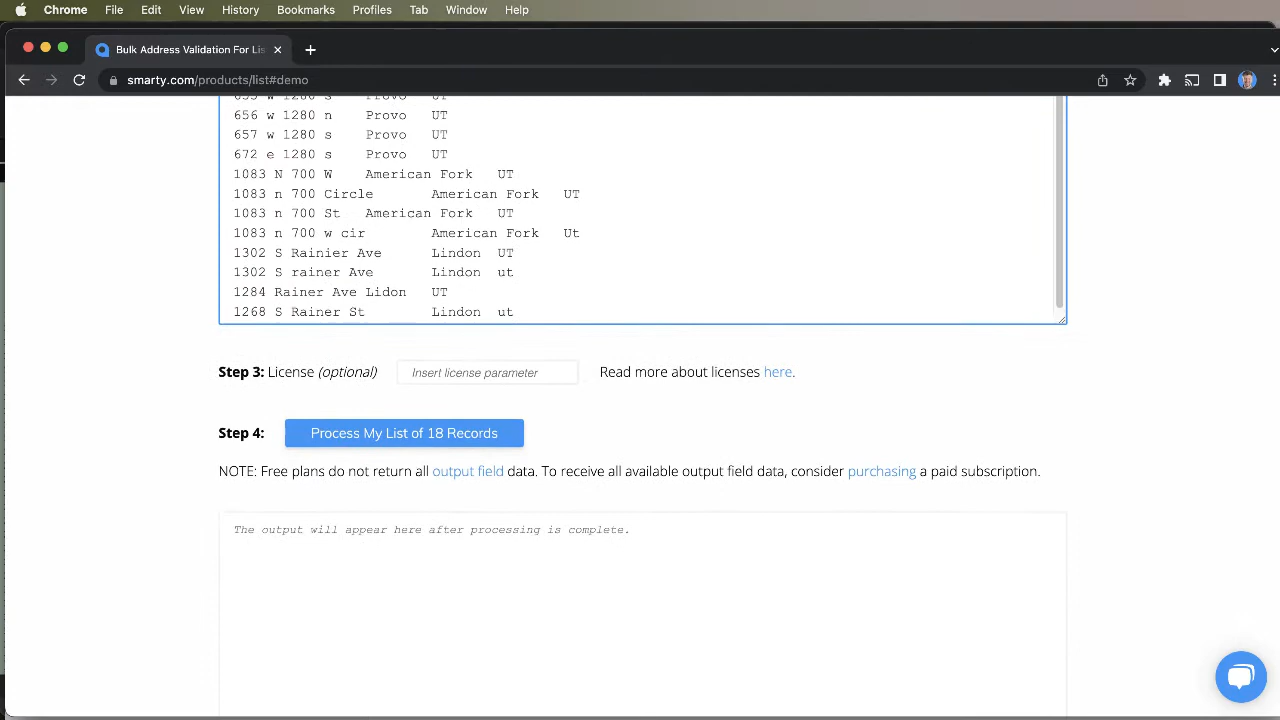 Chrome File Edit View History Bookmarks Profiles Tab Window Help
Bulk Address Validation For Lis
smarty.com/products/list#demo
655 w 1280 s Provo UT
656 w 1280 n Provo UT
657 w 1280 s Provo UT
672 e 1280 s Provo UT
1083 N 700 W American Fork UT
1083 n 700 Circle American Fork UT
1083 n 700 St American Fork UT
1083 n 700 w cir American Fork Ut
1302 S Rainier Ave Lindon UT
1302 S rainer Ave Lindon ut
1284 Rainer Ave Lidon UT
1268 S Rainer St Lindon ut
Step 3: License (optional) Insert license parameter Read more about licenses here.
Step 4: Process My List of 18 Records
NOTE: Free plans do not return all output field data. To receive all available output field data, consider purchasing a paid subscription.
The output will appear here after processing is complete.